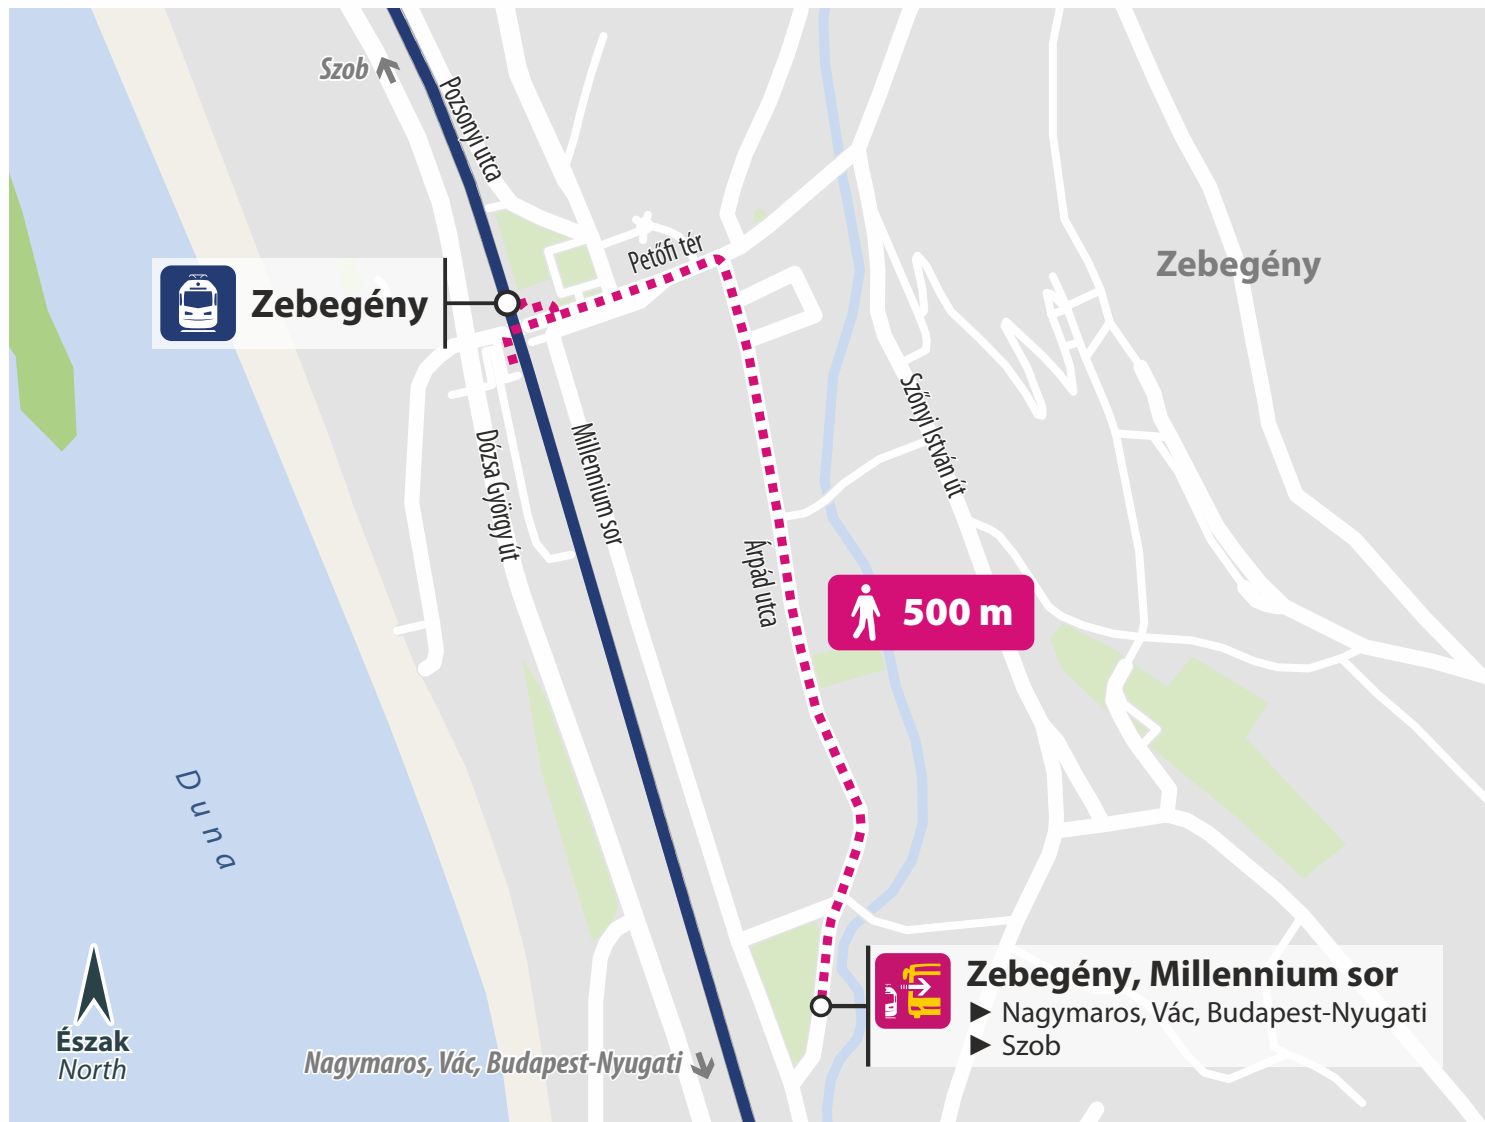 Szob
Pozsonyi utca
Petőfi tér
Zebegény
Zebegény
Szőnyi István út
Dózsa György út
Millennium sor
Árpád utca
500 m
Duna
Zebegény, Millennium sor
► Nagymaros, Vác, Budapest-Nyugati
► Szob
Észak
North
Nagymaros, Vác, Budapest-Nyugati